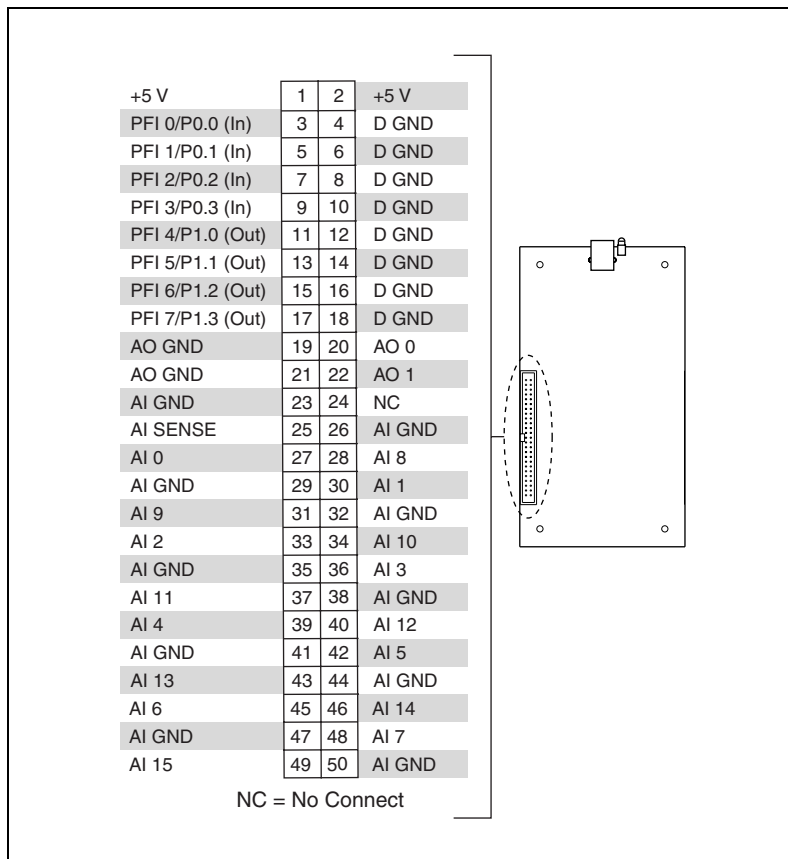 +5 V 1 2 +5 V
PFI 0/P0.0 (In) 3 4 D GND
PFI 1/P0.1 (In) 5 6 D GND
PFI 2/P0.2 (In) 7 8 D GND
PFI 3/P0.3 (In) 9 10 D GND
PFI 4/P1.0 (Out) 11 12 D GND
PFI 5/P1.1 (Out) 13 14 D GND
PFI 6/P1.2 (Out) 15 16 D GND
PFI 7/P1.3 (Out) 17 18 D GND
AO GND 19 20 AO 0
AO GND 21 22 AO 1
AI GND 23 24 NC
AI SENSE 25 26 AI GND
AI 0 27 28 AI 8
AI GND 29 30 AI 1
AI 9 31 32 AI GND
AI 2 33 34 AI 10
AI GND 35 36 AI 3
AI 11 37 38 AI GND
AI 4 39 40 AI 12
AI GND 41 42 AI 5
AI 13 43 44 AI GND
AI 6 45 46 AI 14
AI GND 47 48 AI 7
AI 15 49 50 AI GND
NC = No Connect